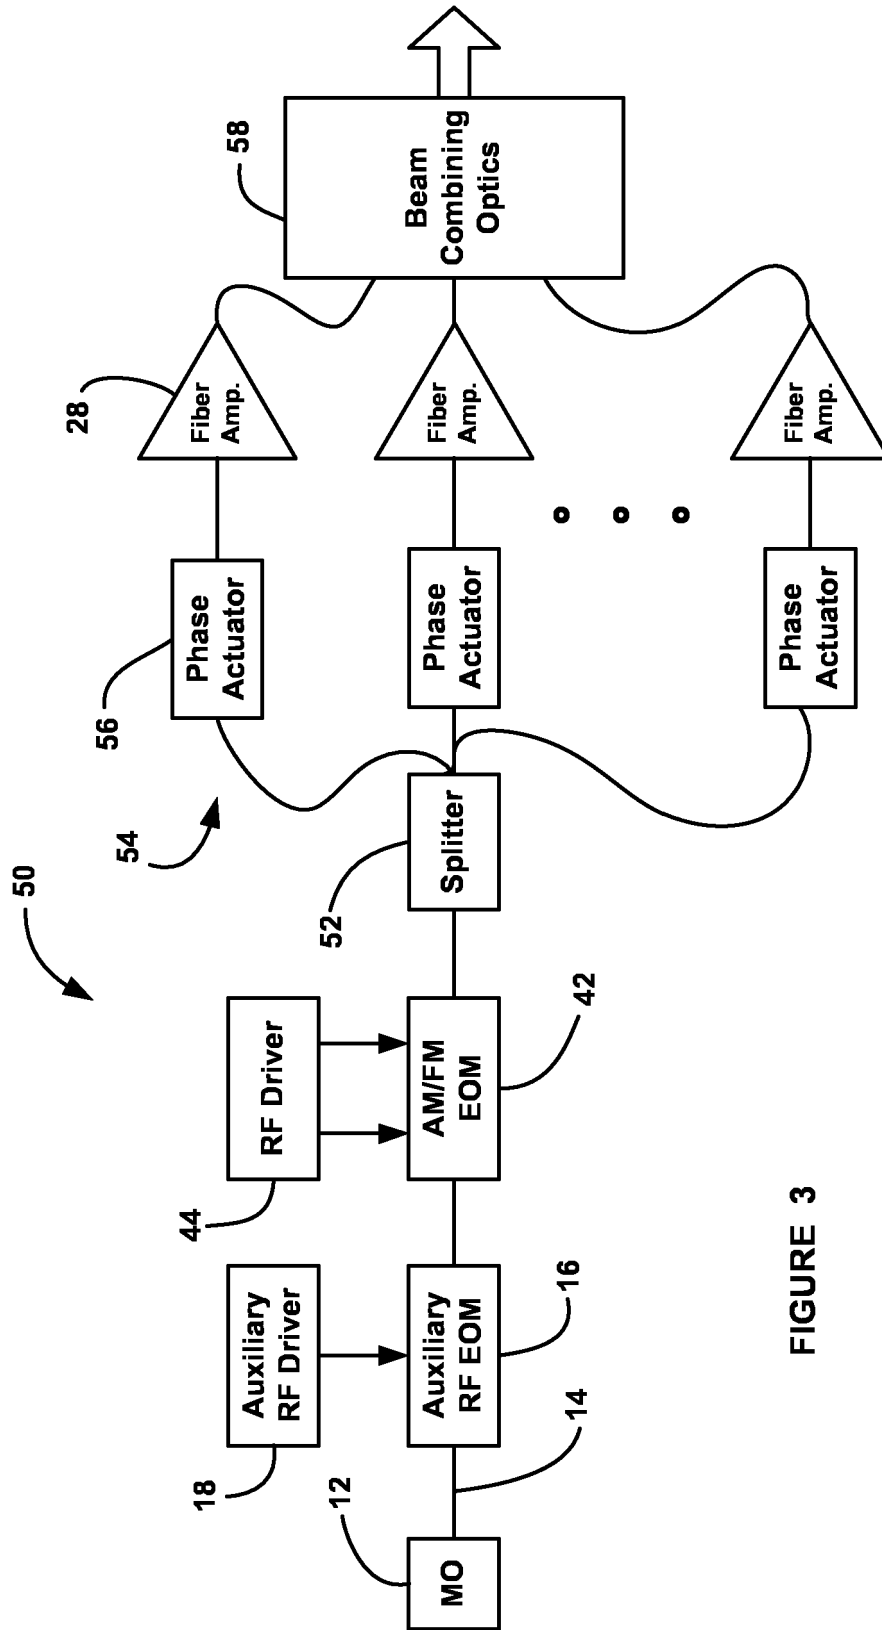 50
54
18
Auxiliary
RF Driver
44
RF Driver
12
MO
14
Auxiliary
RF EOM
16
AM/FM
EOM
42
52
Splitter
56
Phase
Actuator
28
Fiber
Amp.
Phase
Actuator
Fiber
Amp.
Phase
Actuator
Fiber
Amp.
58
Beam
Combining
Optics
FIGURE 3